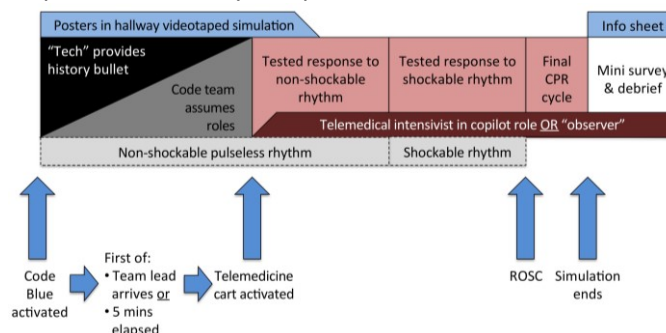 Posters in hallway videotaped simulation
Info sheet
“Tech” provides
history bullet
Code team
assumes
roles
Tested response to
non-shockable
rhythm
Tested response to
shockable rhythm
Final
CPR
cycle
Mini survey
& debrief
Telemedical intensivist in copilot role OR “observer”
Non-shockable pulseless rhythm
Shockable rhythm
Code
Blue
activated
First of:
• Team lead
arrives or
• 5 mins
elapsed
Telemedicine
cart activated
ROSC
Simulation
ends